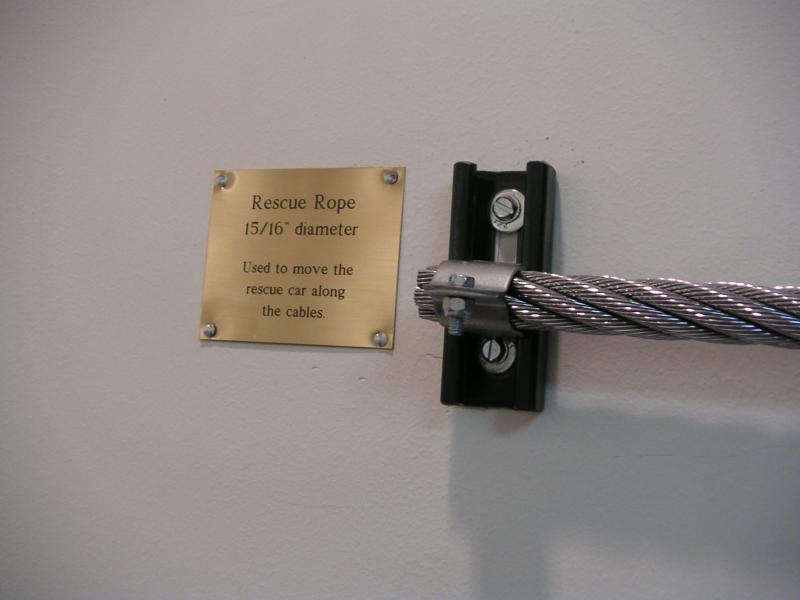 Rescue Rope
15/16" diameter
Used to move the
rescue car along
the cables.